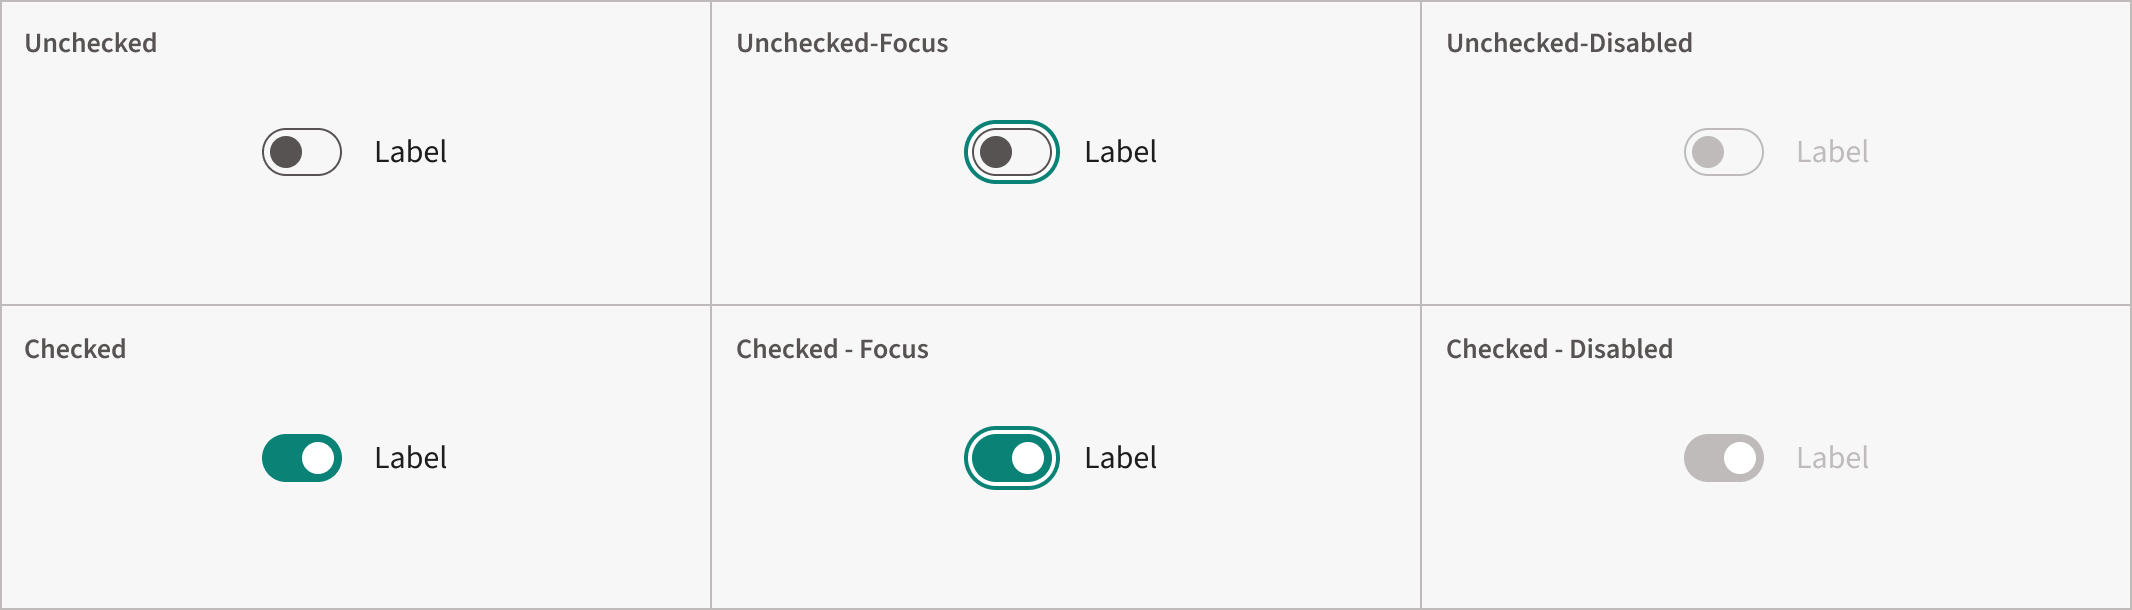 Unchecked
Unchecked-Focus
Unchecked-Disabled
Label
Label
Label
Checked
Checked - Focus
Checked - Disabled
Label
Label
Label